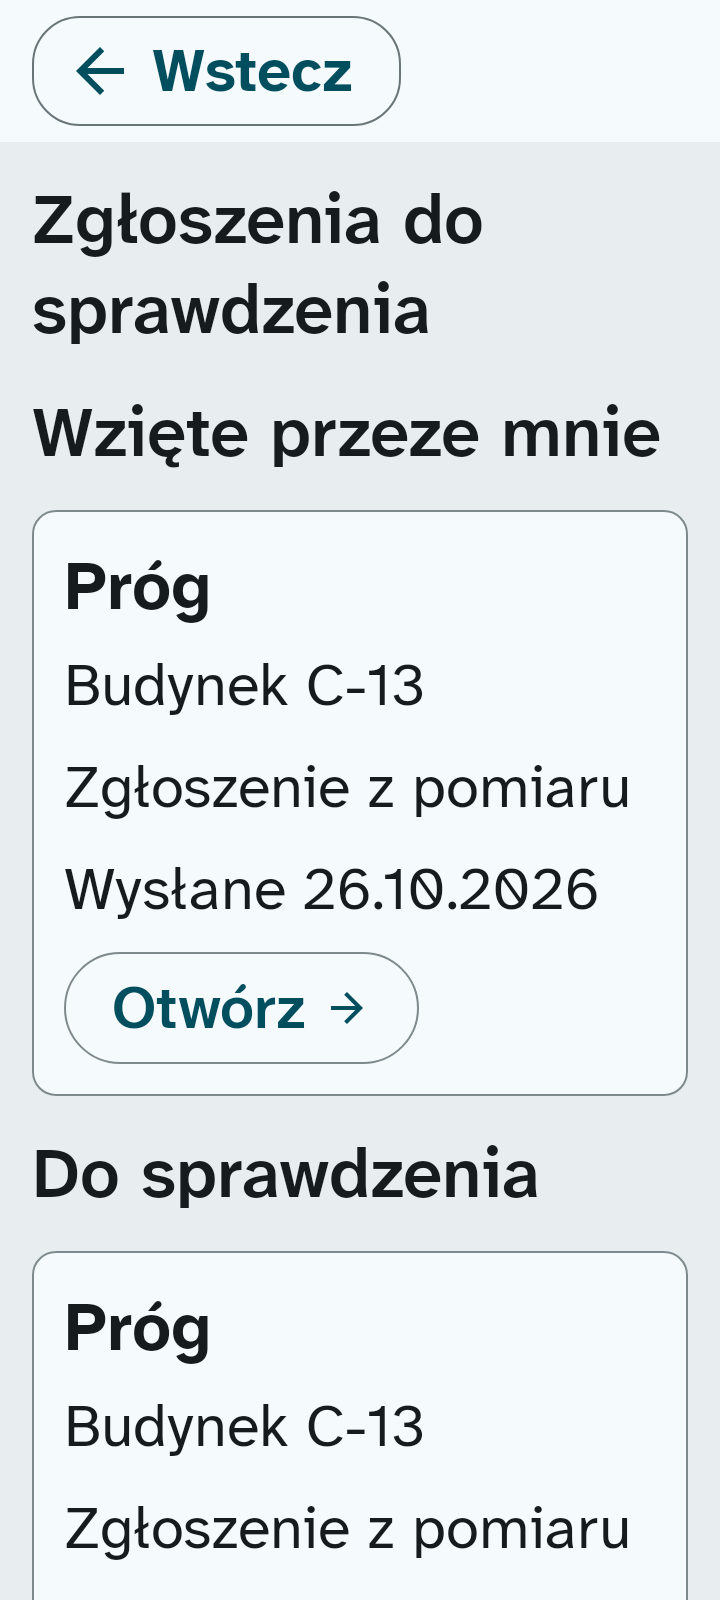 Wstecz
Zgłoszenia do
sprawdzenia
Wzięte przeze mnie
Próg
Budynek C-13
Zgłoszenie z pomiaru
Wysłane 26.10.2026
Otwórz
Do sprawdzenia
Próg
Budynek C-13
Zgłoszenie z pomiaru